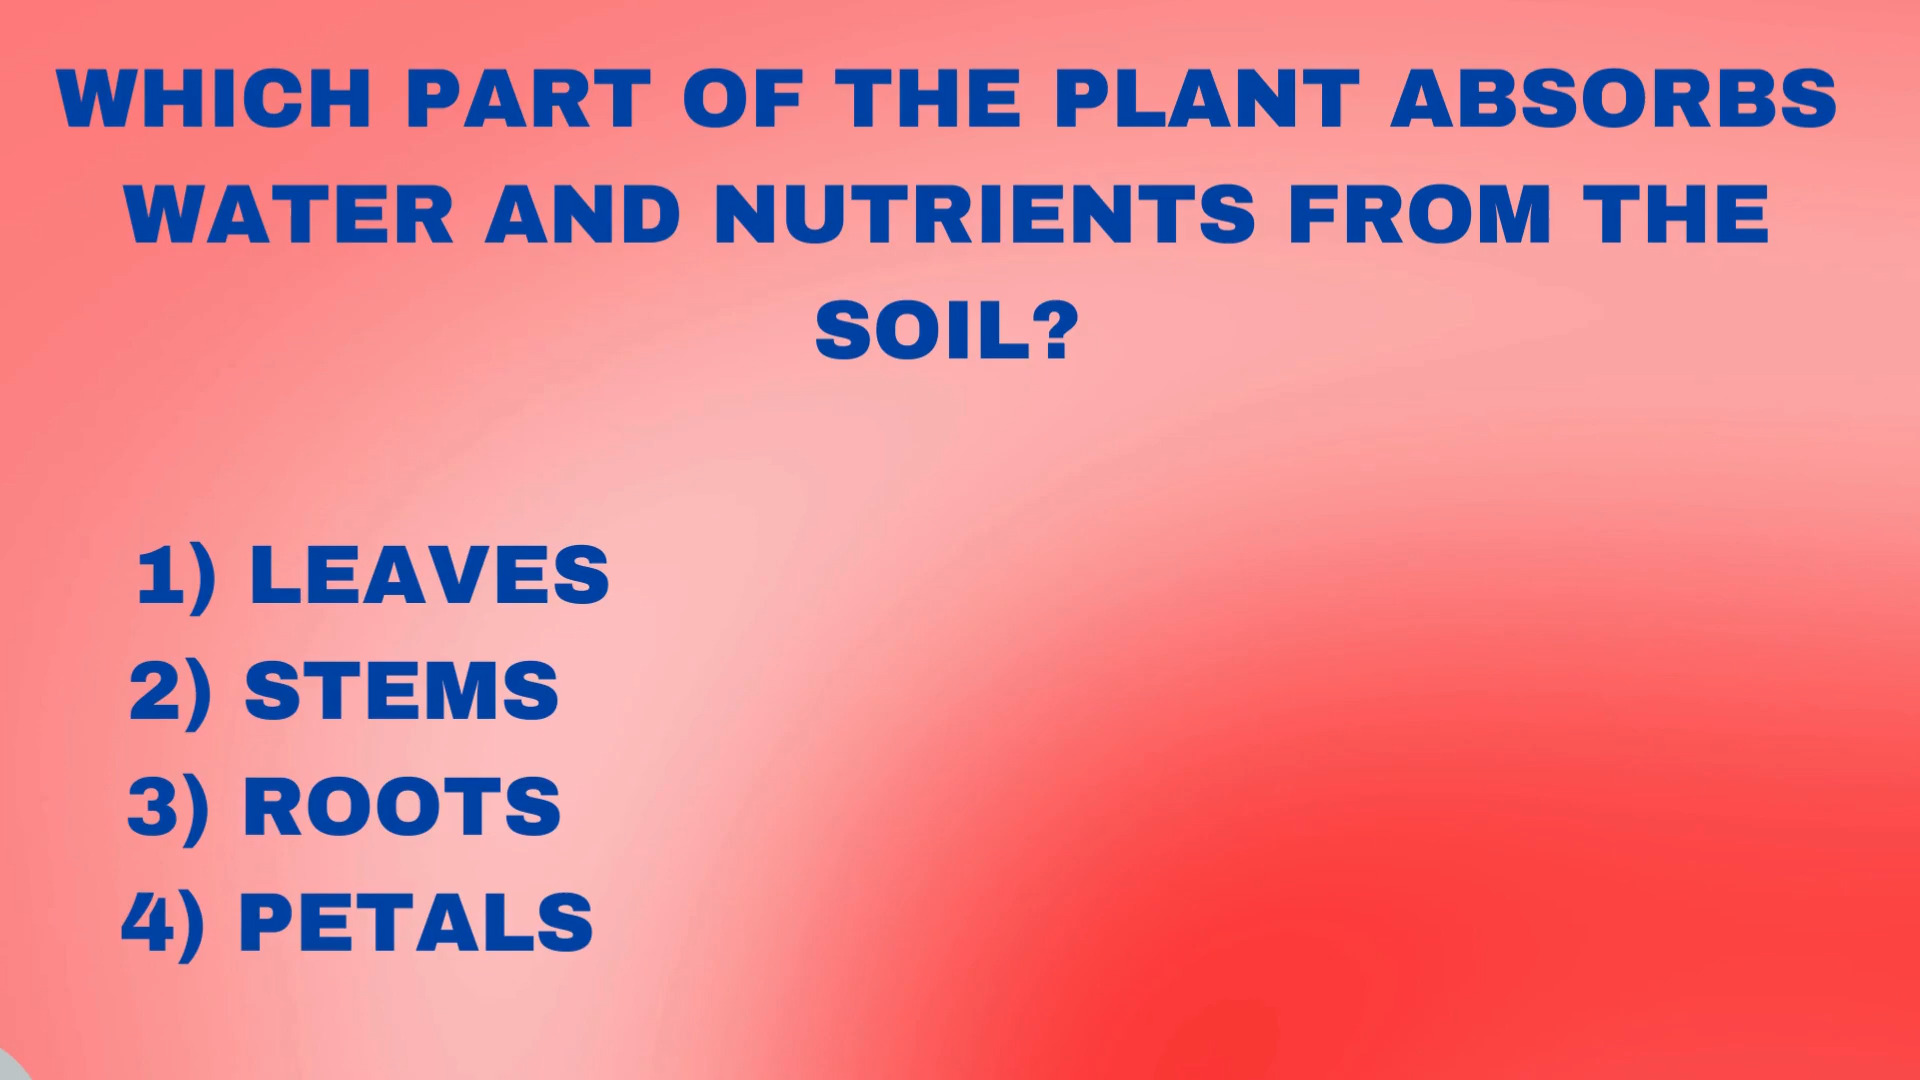 WHICH PART OF THE PLANT ABSORBS
WATER AND NUTRIENTS FROM THE
SOIL?
1) LEAVES
2) STEMS
3) ROOTS
4) PETALS